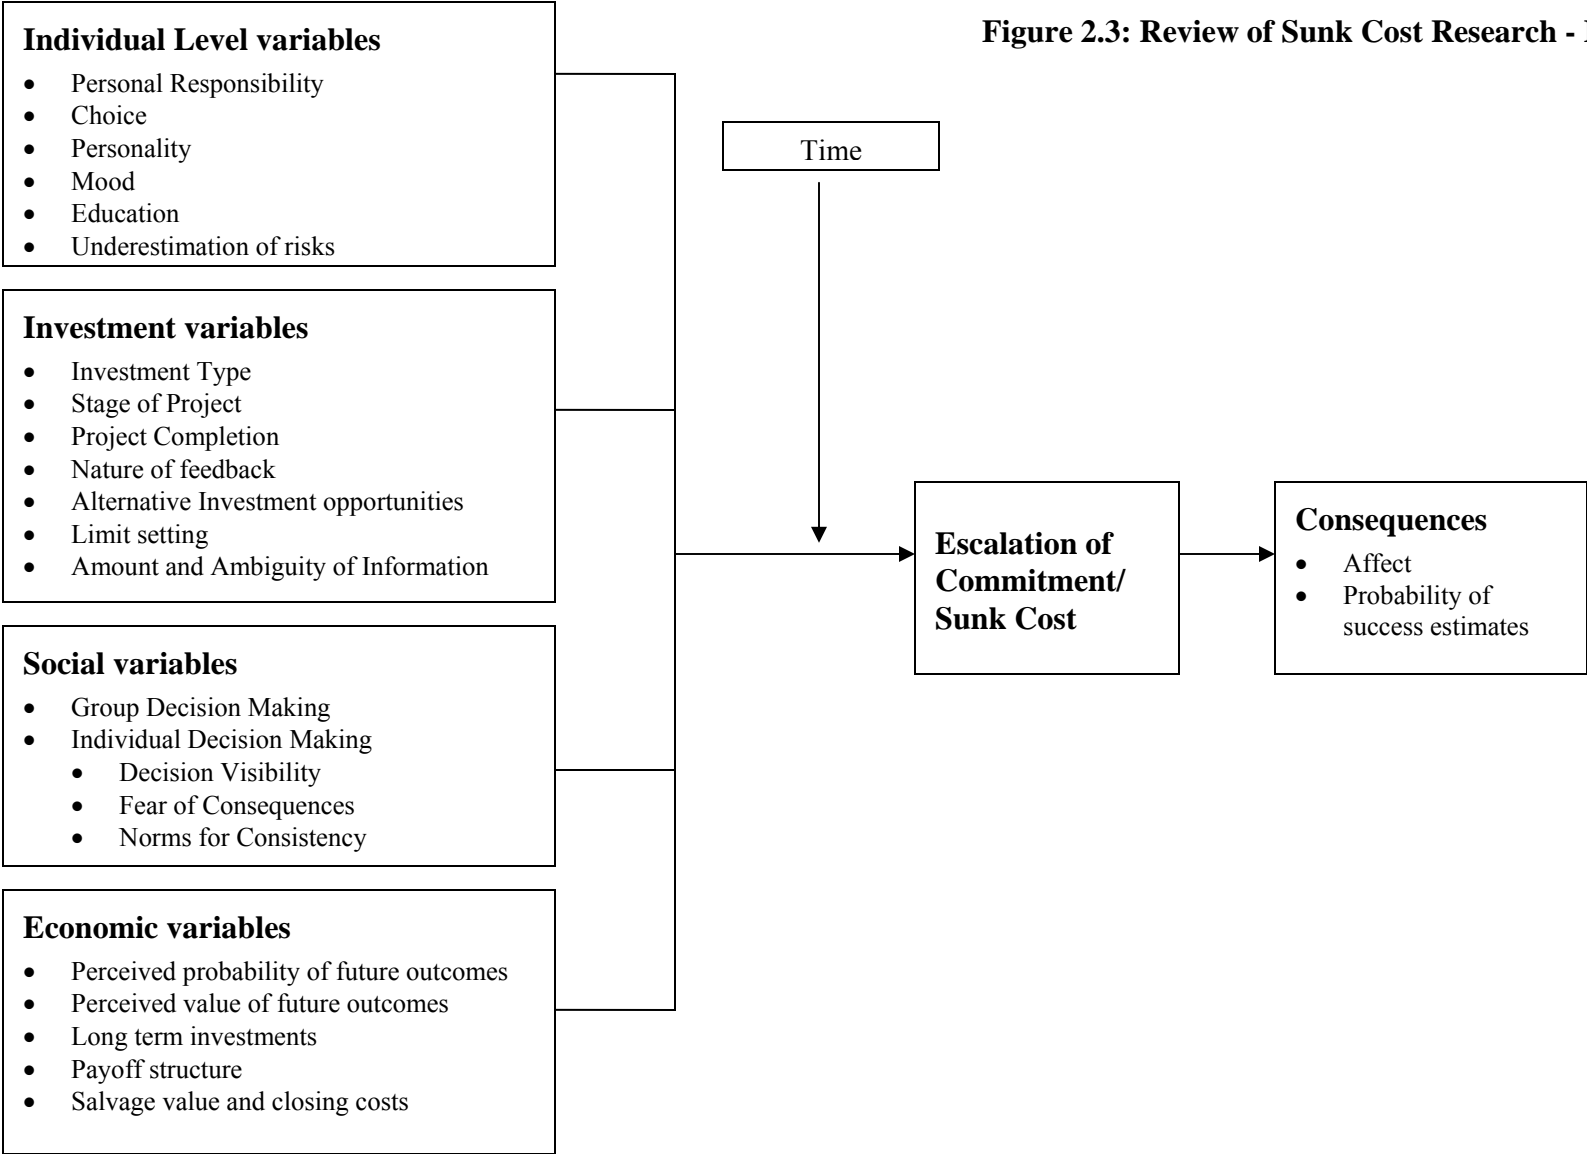 Figure 2.3: Review of Sunk Cost Research -
Individual Level variables
• Personal Responsibility
• Choice
• Personality
• Mood
• Education
• Underestimation of risks
Time
Investment variables
• Investment Type
• Stage of Project
• Project Completion
• Nature of feedback
• Alternative Investment opportunities
• Limit setting
• Amount and Ambiguity of Information
Social variables
• Group Decision Making
• Individual Decision Making
• Decision Visibility
• Fear of Consequences
• Norms for Consistency
Economic variables
• Perceived probability of future outcomes
• Perceived value of future outcomes
• Long term investments
• Payoff structure
• Salvage value and closing costs
Escalation of
Commitment/
Sunk Cost
Consequences
• Affect
• Probability of
success estimates